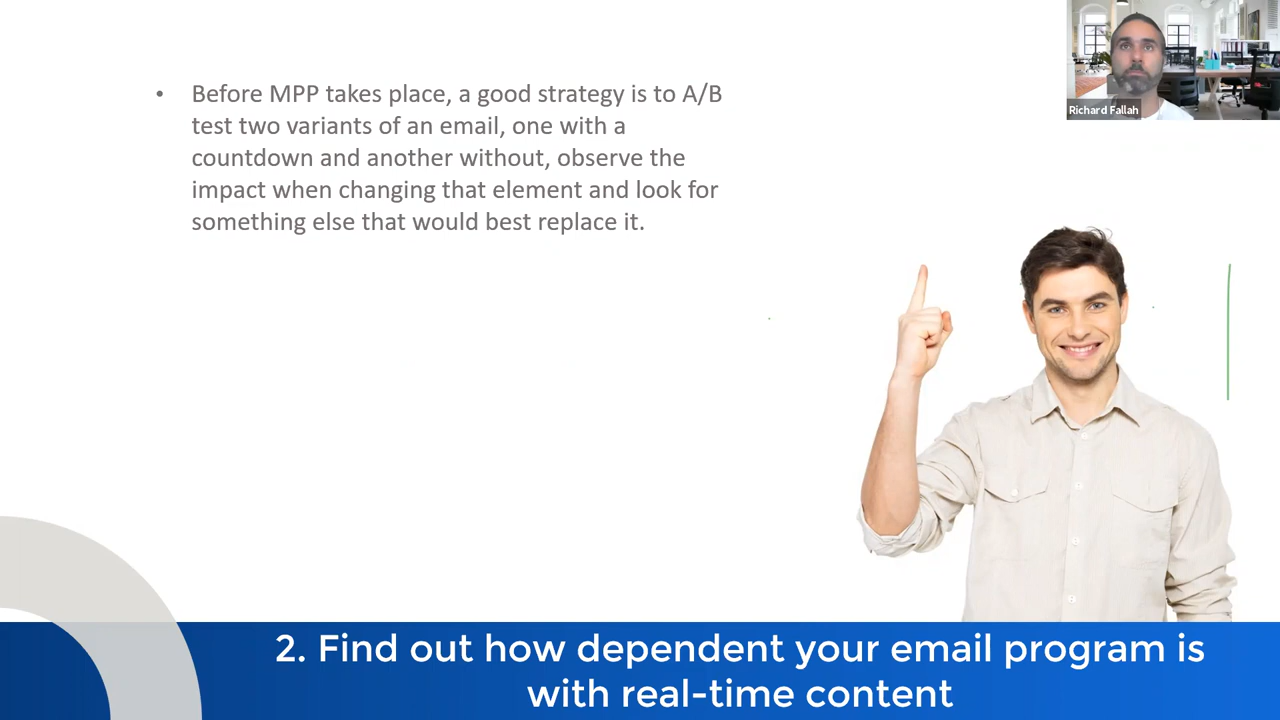 • Before MPP takes place, a good strategy is to A/B
test two variants of an email, one with a
countdown and another without, observe the
impact when changing that element and look for
something else that would best replace it.
Richard Fallah
2. Find out how dependent your email program is
with real-time content